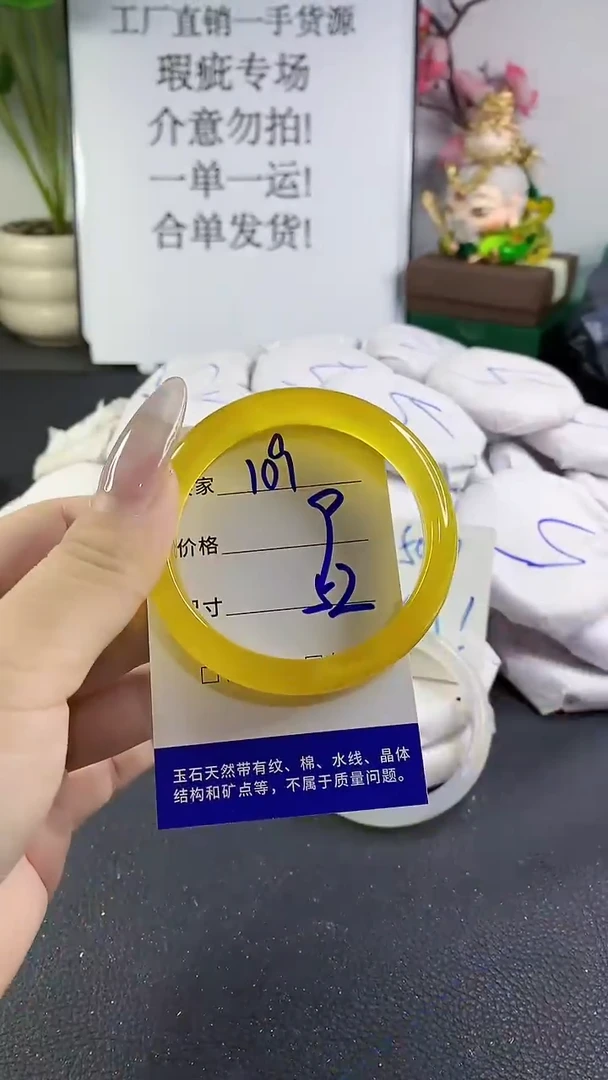 工厂直销一手货源
瑕疵专场
介意勿拍!
一单一运!
合单发货!
家 109
价格
寸 52
玉石天然带有纹、棉、水线、晶体
结构和矿点等，不属于质量问题。